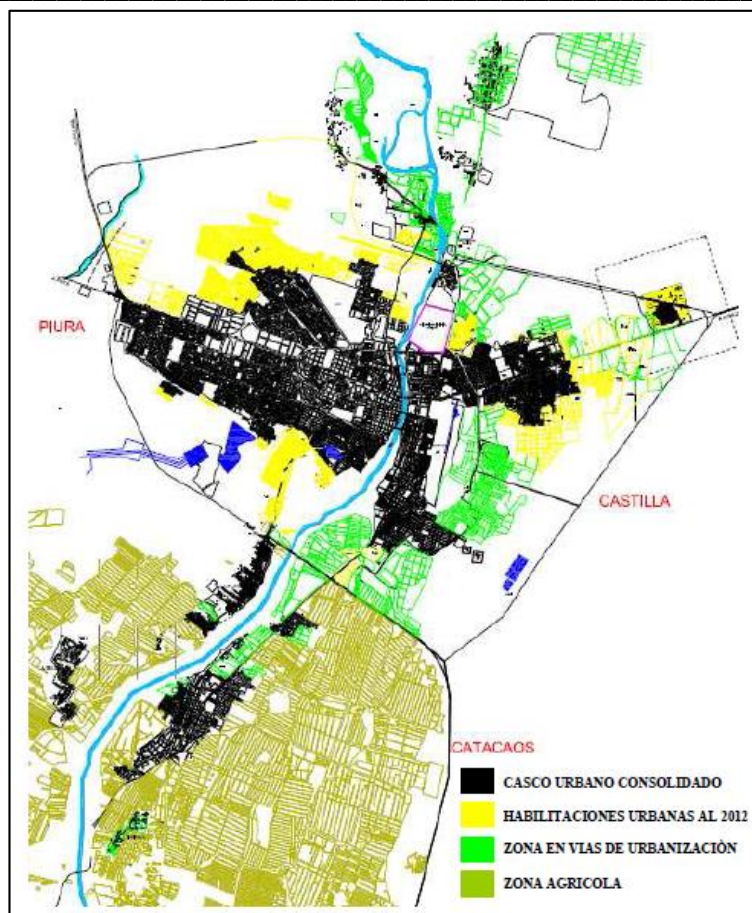 PIURA
CASTILLA
CATACAOS
CASCO URBANO CONSOLIDADO
HABILITACIONES URBANAS AL 2012
ZONA EN VIAS DE URBANIZACIÒN
ZONA AGRICOLA